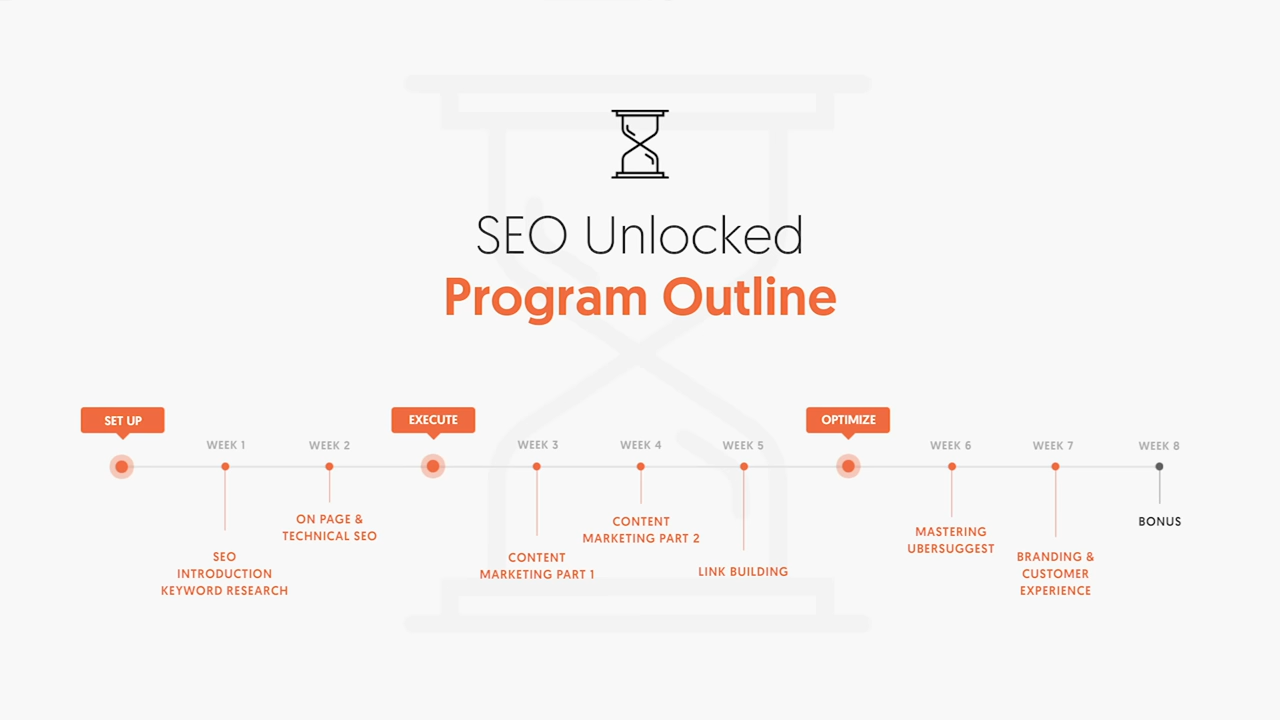 SEO Unlocked
Program Outline
SET UP
WEEK 1
SEO
INTRODUCTION
KEYWORD RESEARCH
WEEK 2
ON PAGE &
TECHNICAL SEO
EXECUTE
WEEK 3
CONTENT
MARKETING PART 1
WEEK 4
CONTENT
MARKETING PART 2
WEEK 5
LINK BUILDING
OPTIMIZE
WEEK 6
MASTERING
UBERSUGGEST
WEEK 7
BRANDING &
CUSTOMER
EXPERIENCE
WEEK 8
BONUS